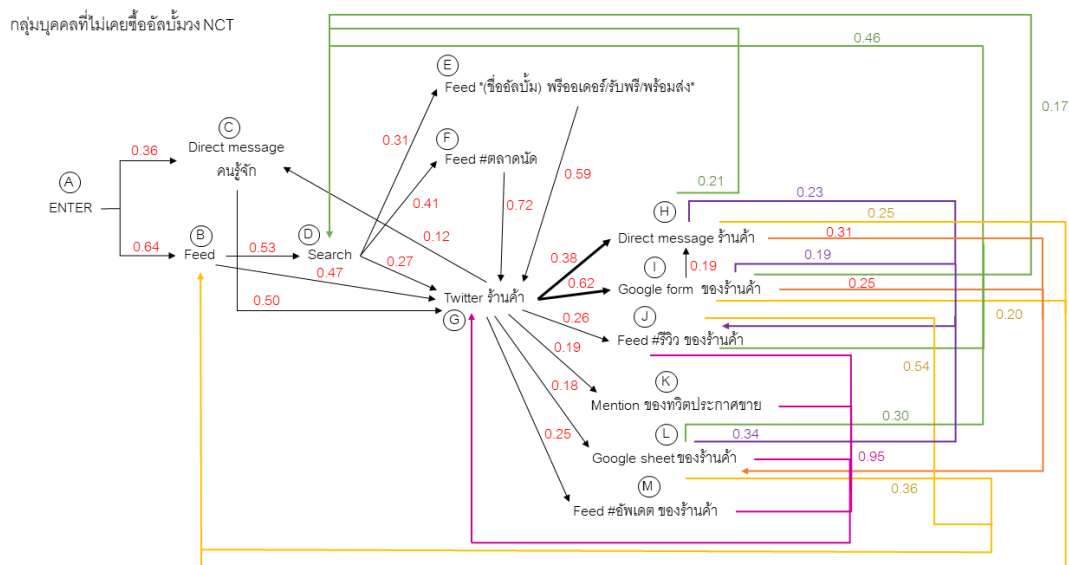 กลุ่มบุคคลที่ไม่เคยซื้ออัลบั้มวง NCT
0.46
E
Feed "(ชื่ออัลบั้ม) พรีออเดอร์/รับพรี/พร้อมส่ง"
0.17
C
Direct message
คนรู้จัก
0.36
0.31
F
Feed #ตลาดนัด
0.59
A
ENTER
0.41
0.72
0.21
0.23
0.25
H
Direct message ร้านค้า
0.31
B
Feed
0.64
0.53
D
Search
0.12
0.27
0.47
0.38
0.19
I
Google form ของร้านค้า
0.19
0.25
0.62
Twitter ร้านค้า
G
0.50
0.20
J
Feed #รีวิว ของร้านค้า
0.26
0.19
0.54
K
Mention ของทวิตประกาศขาย
0.18
0.30
L
0.34
Google sheet ของร้านค้า
0.25
0.95
M
0.36
Feed #อัพเดต ของร้านค้า